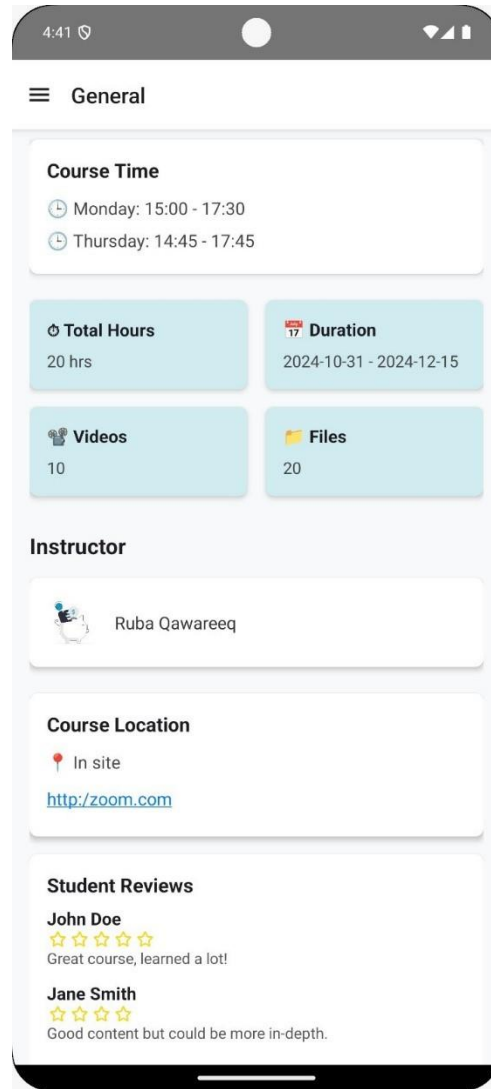 4:41
General
Course Time
Monday: 15:00 - 17:30
Thursday: 14:45 - 17:45
Total Hours
20 hrs
17 Duration
2024-10-31 - 2024-12-15
Videos
10
Files
20
Instructor
Ruba Qawareeq
Course Location
In site
http:/zoom.com
Student Reviews
John Doe
Great course, learned a lot!
Jane Smith
Good content but could be more in-depth.